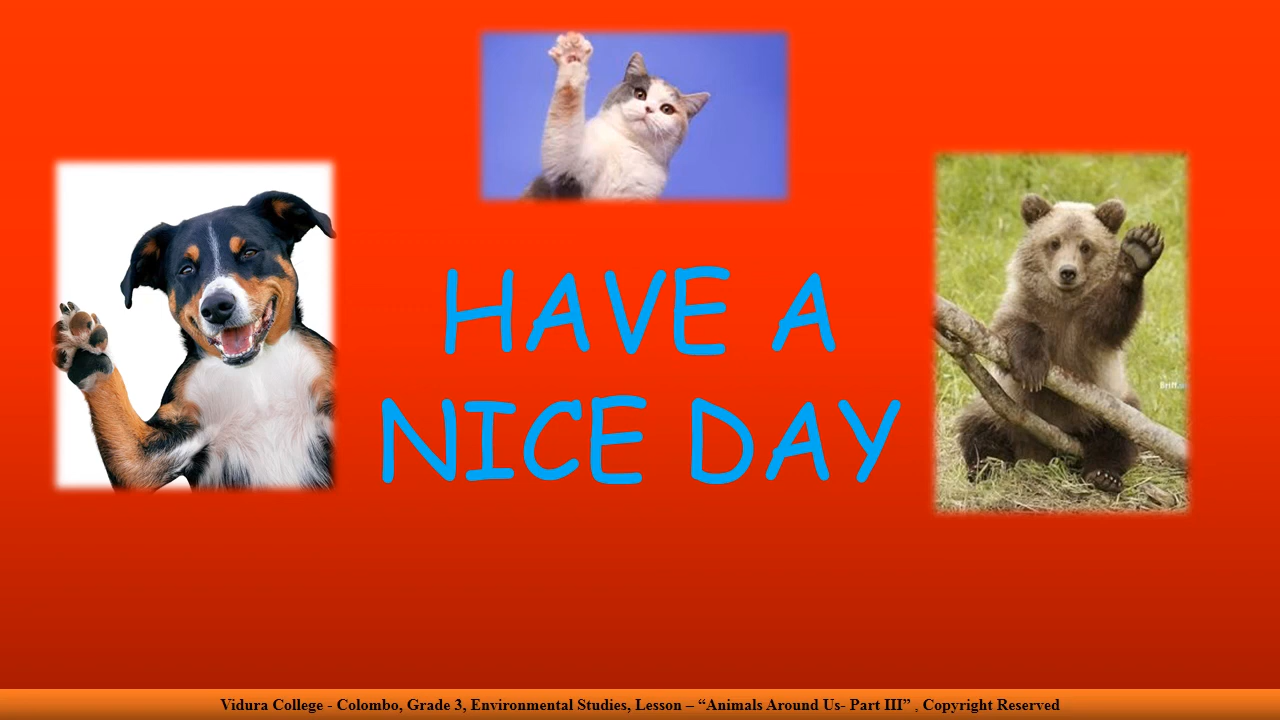 HAVE A
NICE DAY
Vidura College - Colombo, Grade 3, Environmental Studies, Lesson – “Animals Around Us- Part III” , Copyright Reserved